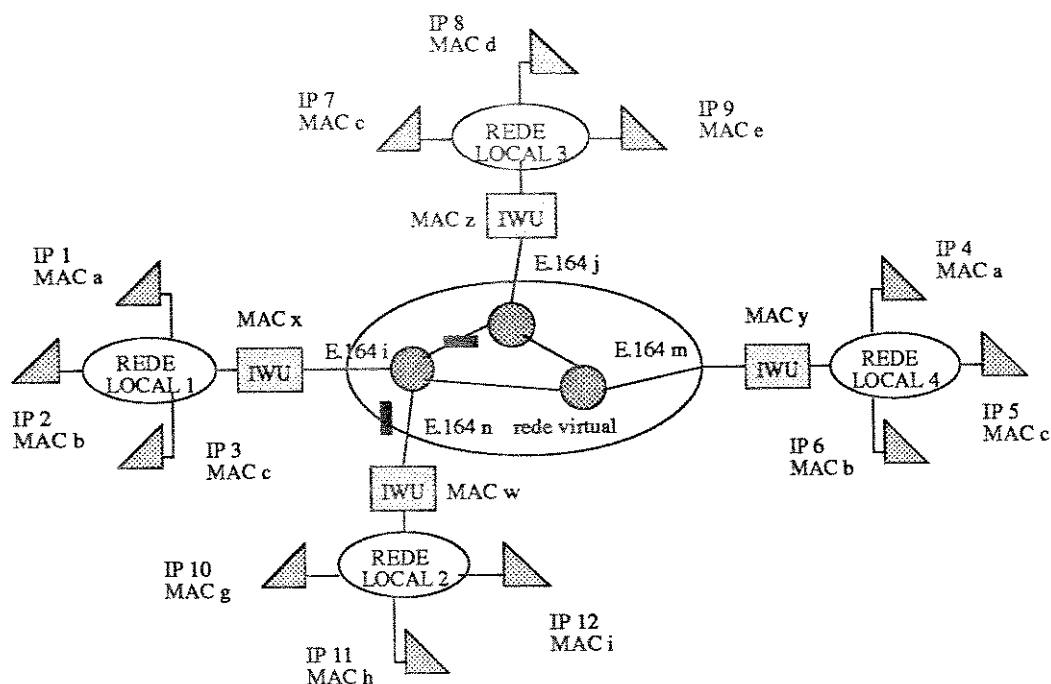 IP 8
MAC d
IP 7
MAC c
REDE
LOCAL 3
IP 9
MAC e
MAC z
IWU
E.164 j
IP 1
MAC a
MAC x
REDE
LOCAL 1
IWU
E.164 i
IP 2
MAC b
IP 3
MAC c
E.164 n
rede virtual
E.164 m
MAC y
IWU
IP 4
MAC a
REDE
LOCAL 4
IP 5
MAC c
IP 6
MAC b
IWU
MAC w
REDE
LOCAL 2
IP 10
MAC g
IP 12
MAC i
IP 11
MAC h